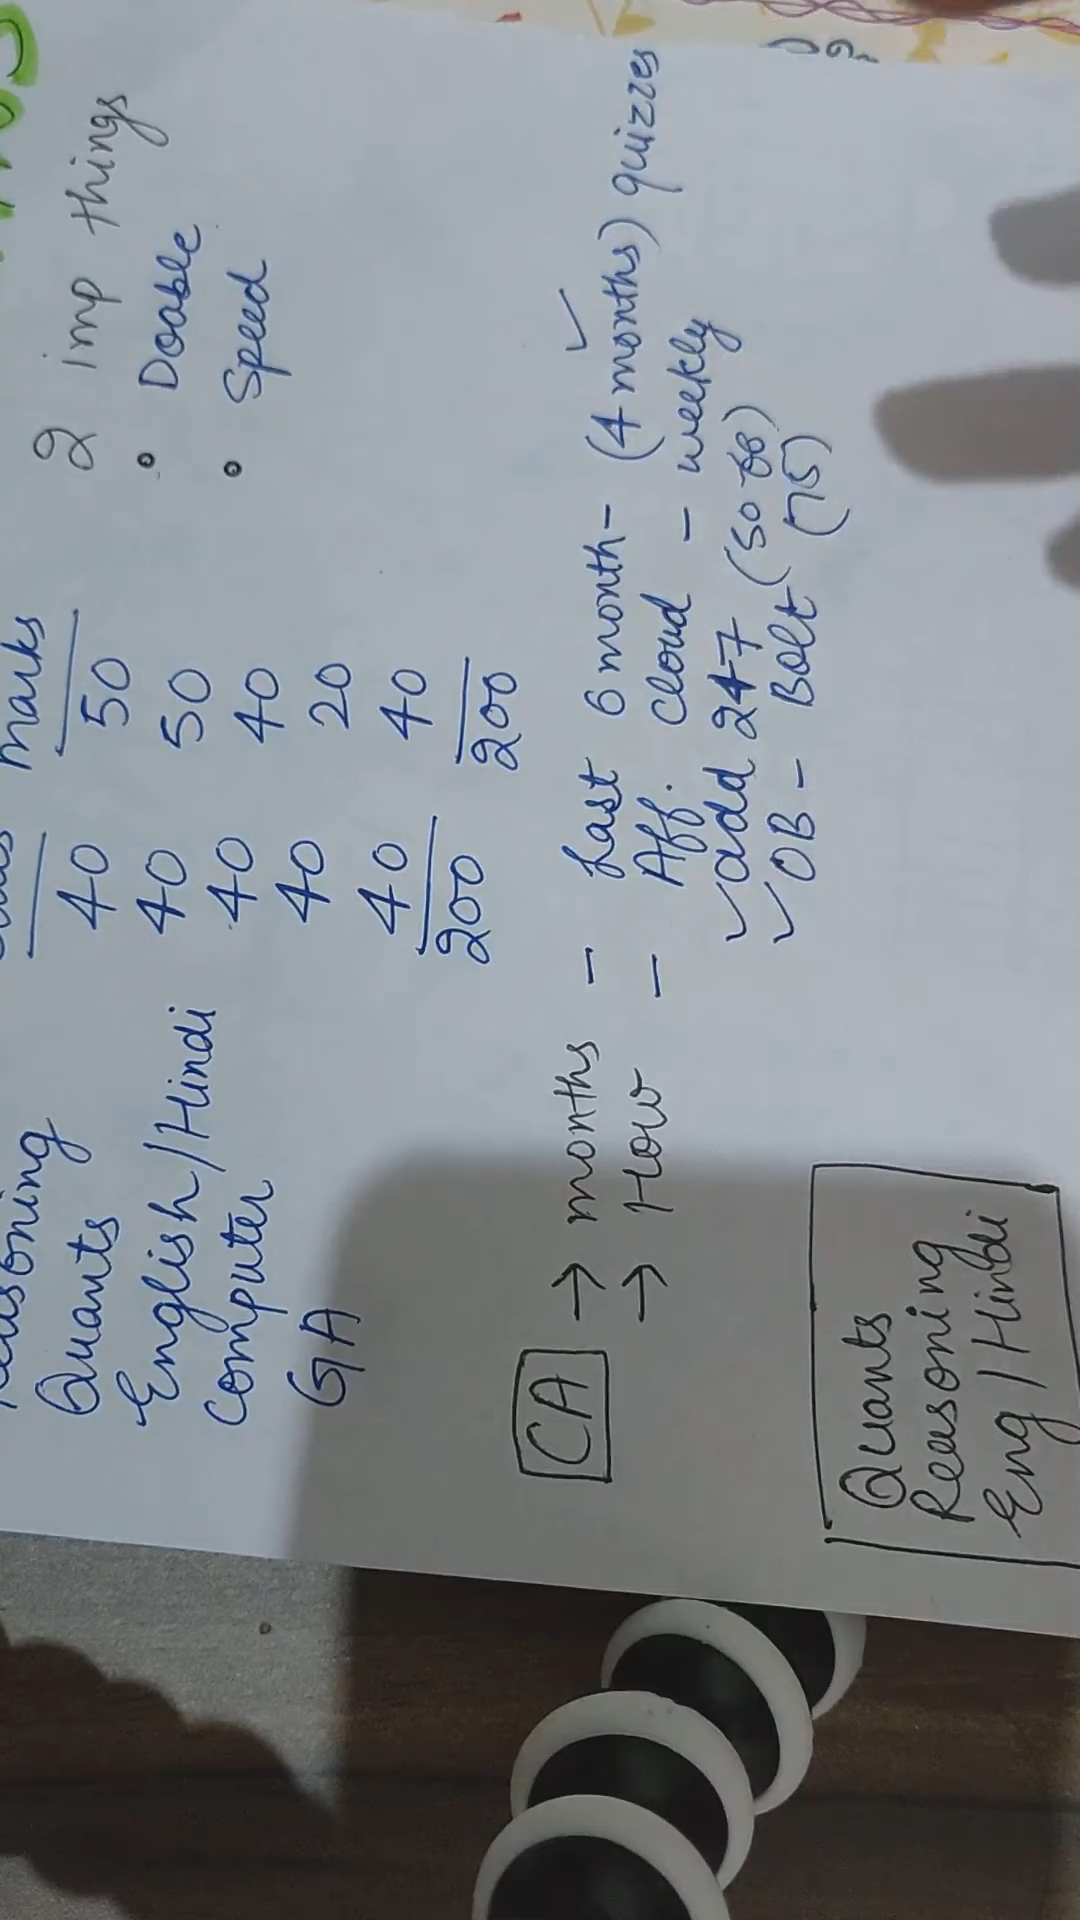 marks
Reasoning 40 50
Quants 40 50
English/Hindi 40 40
Computer 40 20
GA 40 40
200 200
2 imp things
• Doable
• Speed
CA → months - Last 6 month- (4 months) quizzes ✓
→ How - Aff. Cloud - weekly
✓ add 247 (50
✓ OB - Bolt (75)
Quants
Reasoning
Eng/Hindi